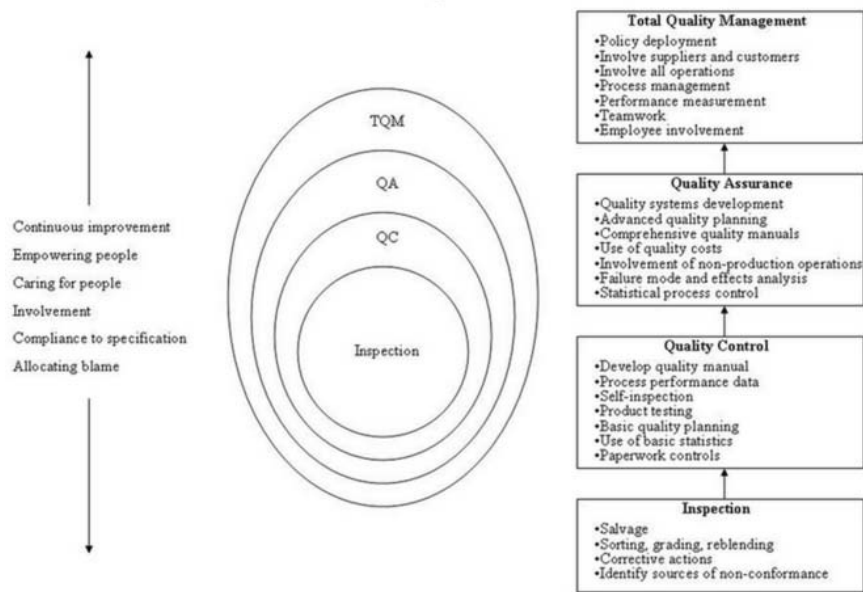 Continuous improvement
Empowering people
Caring for people
Involvement
Compliance to specification
Allocating blame
TQM
QA
QC
Inspection
Total Quality Management
•Policy deployment
•Involve suppliers and customers
•Involve all operations
•Process management
•Performance measurement
•Teamwork
•Employee involvement
Quality Assurance
•Quality systems development
•Advanced quality planning
•Comprehensive quality manuals
•Use of quality costs
•Involvement of non-production operations
•Failure mode and effects analysis
•Statistical process control
Quality Control
•Develop quality manual
•Process performance data
•Self-inspection
•Product testing
•Basic quality planning
•Use of basic statistics
•Paperwork controls
Inspection
•Salvage
•Sorting, grading, reblending
•Corrective actions
•Identify sources of non-conformance